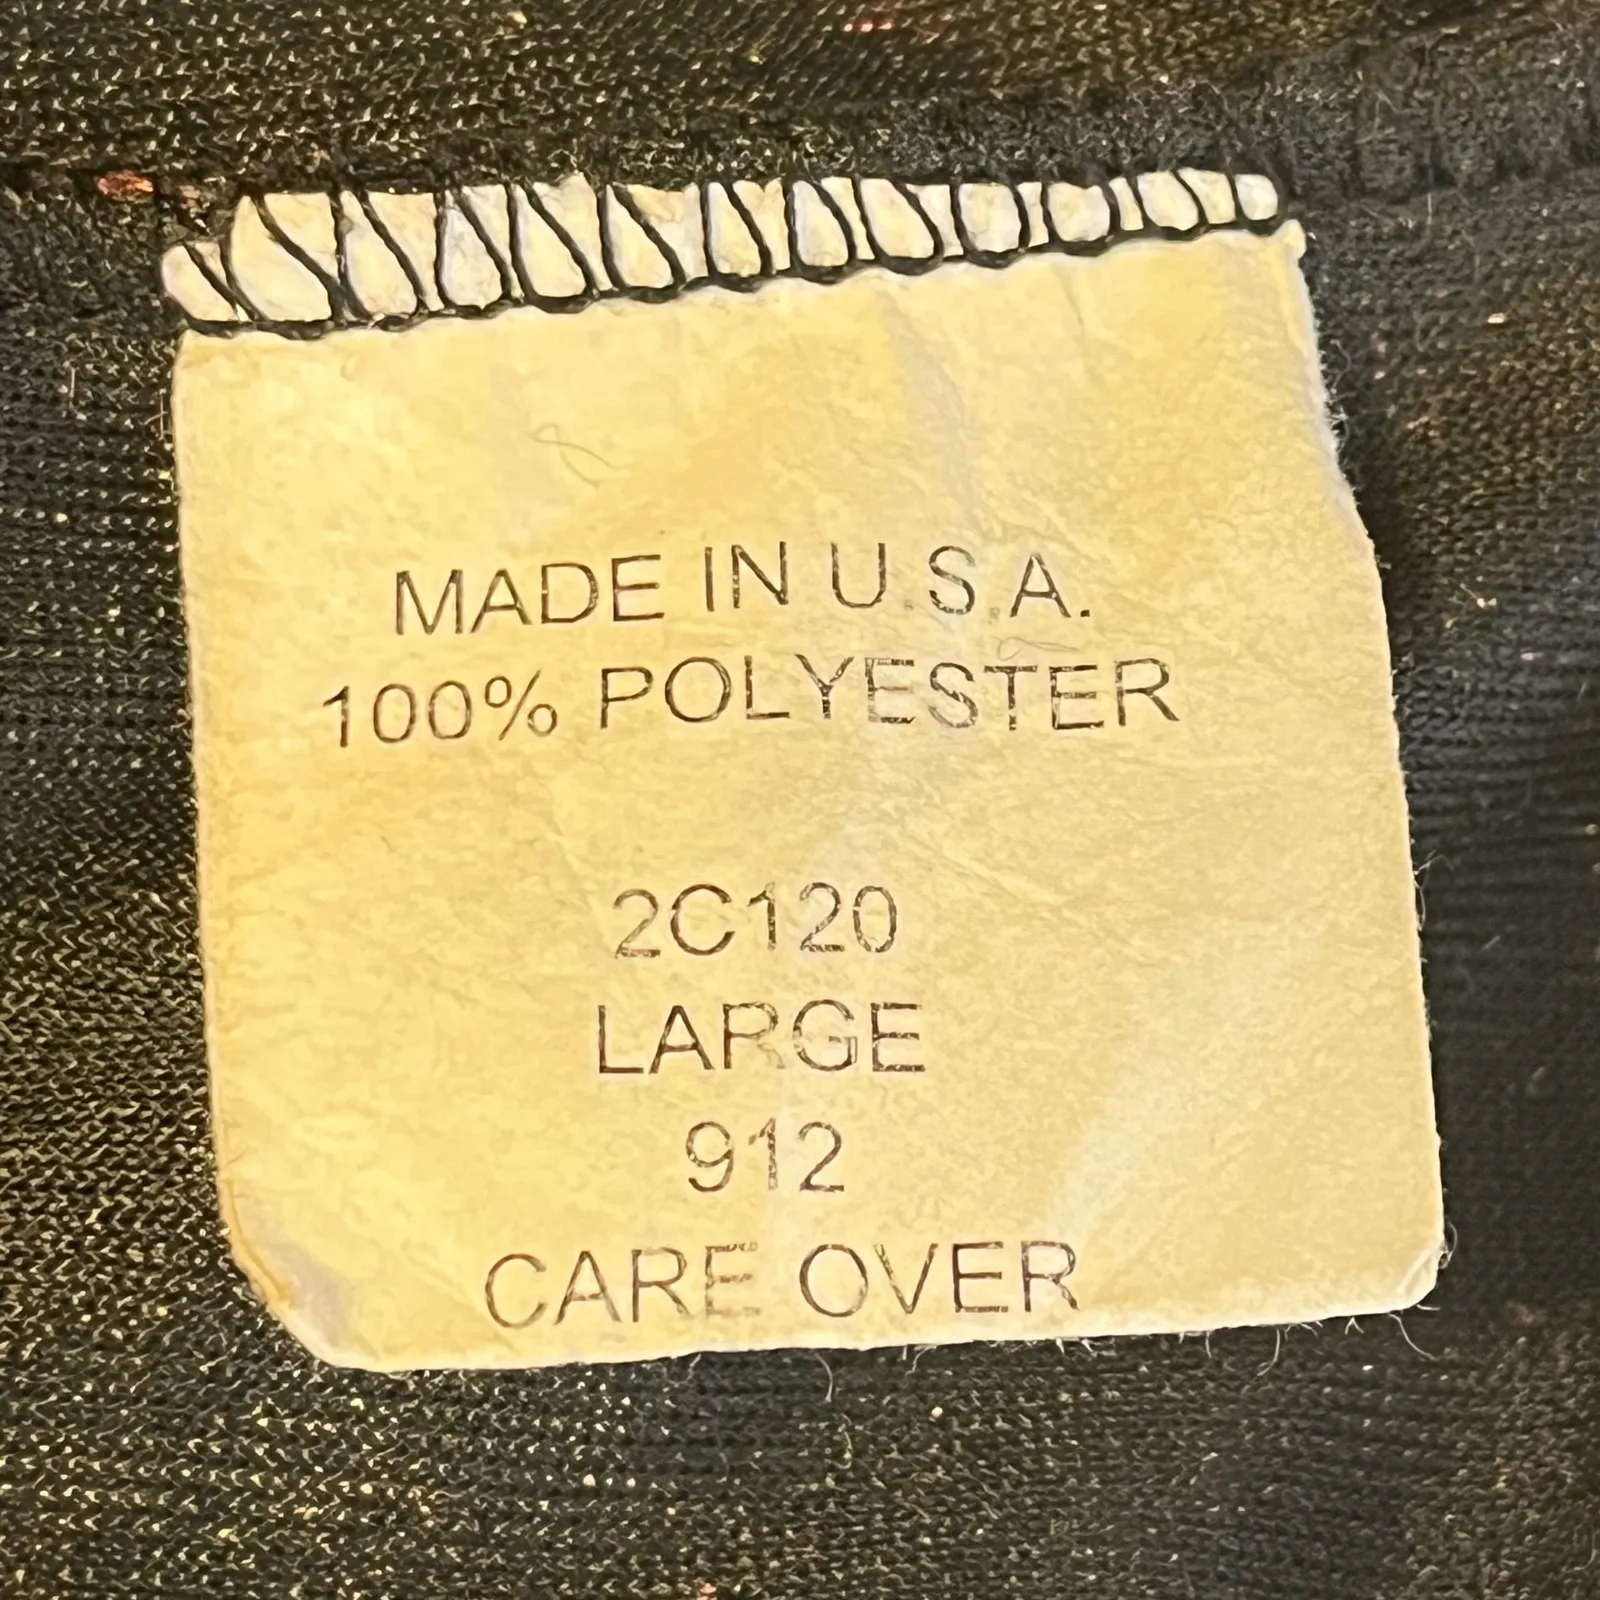 MADE IN U.S.A.
100% POLYESTER
2C120
LARGE
912
CARE OVER